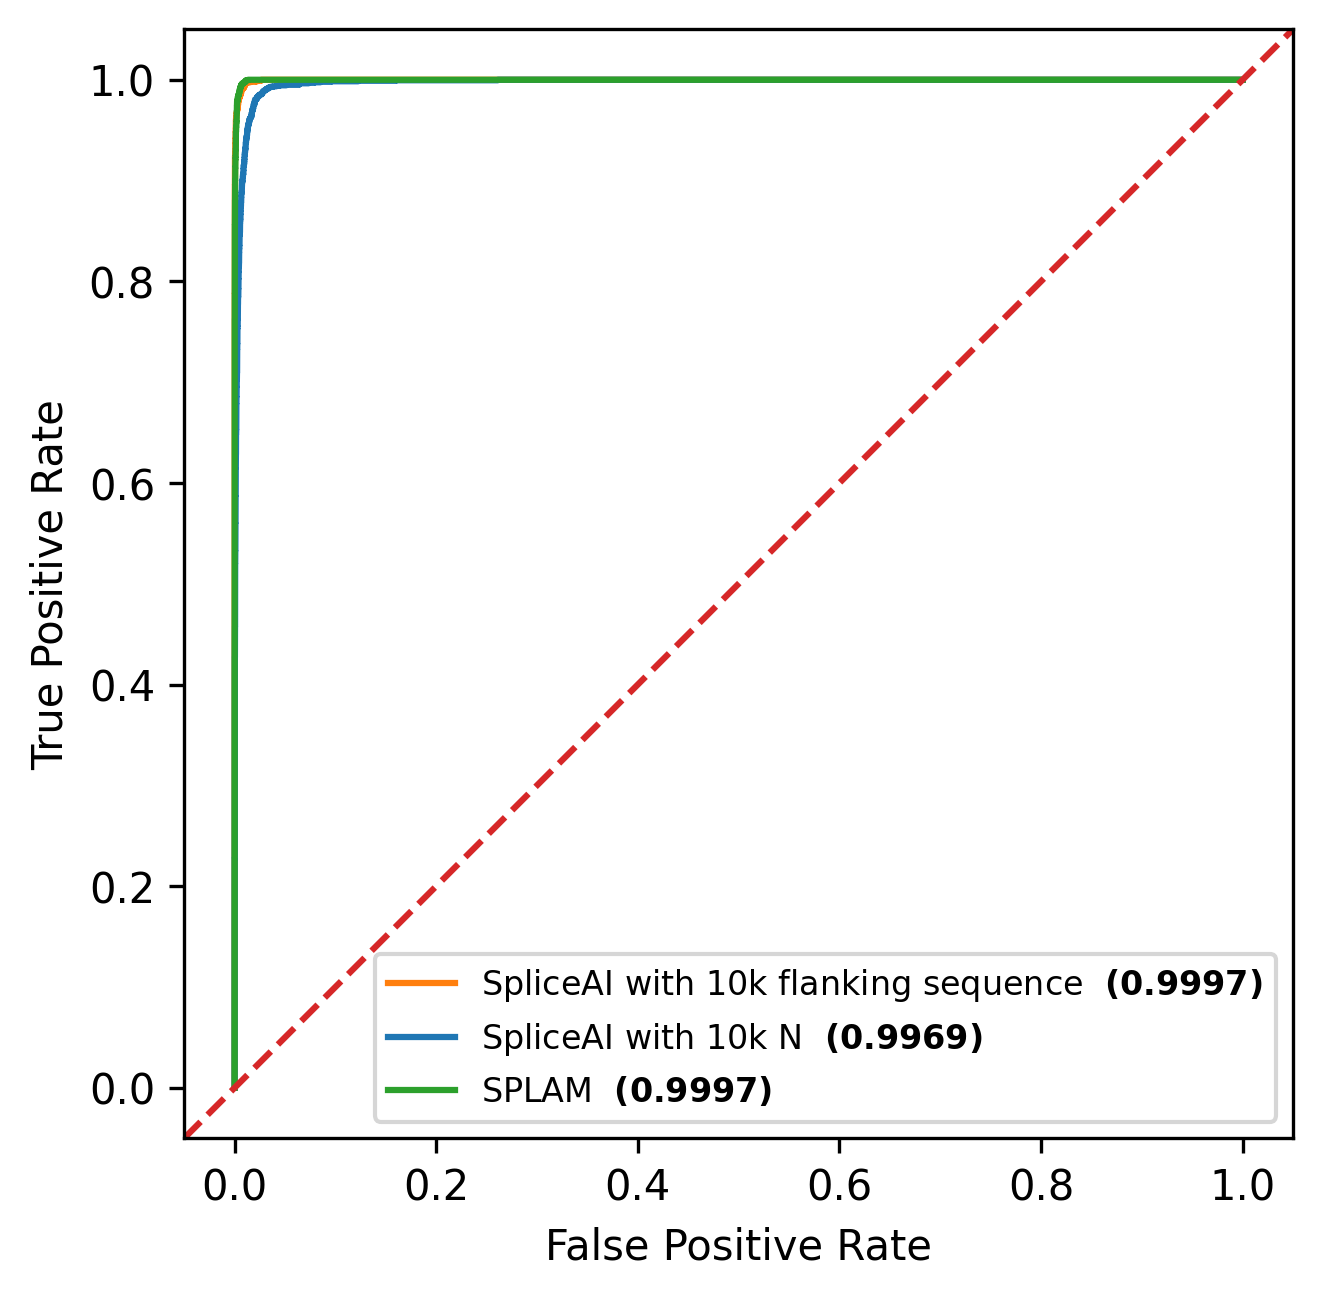 1.0
0.8
0.6
0.4
0.2
0.0
True Positive Rate
SpliceAI with 10k flanking sequence (0.9997)
SpliceAI with 10k N (0.9969)
SPLAM (0.9997)
0.0 0.2 0.4 0.6 0.8 1.0
False Positive Rate